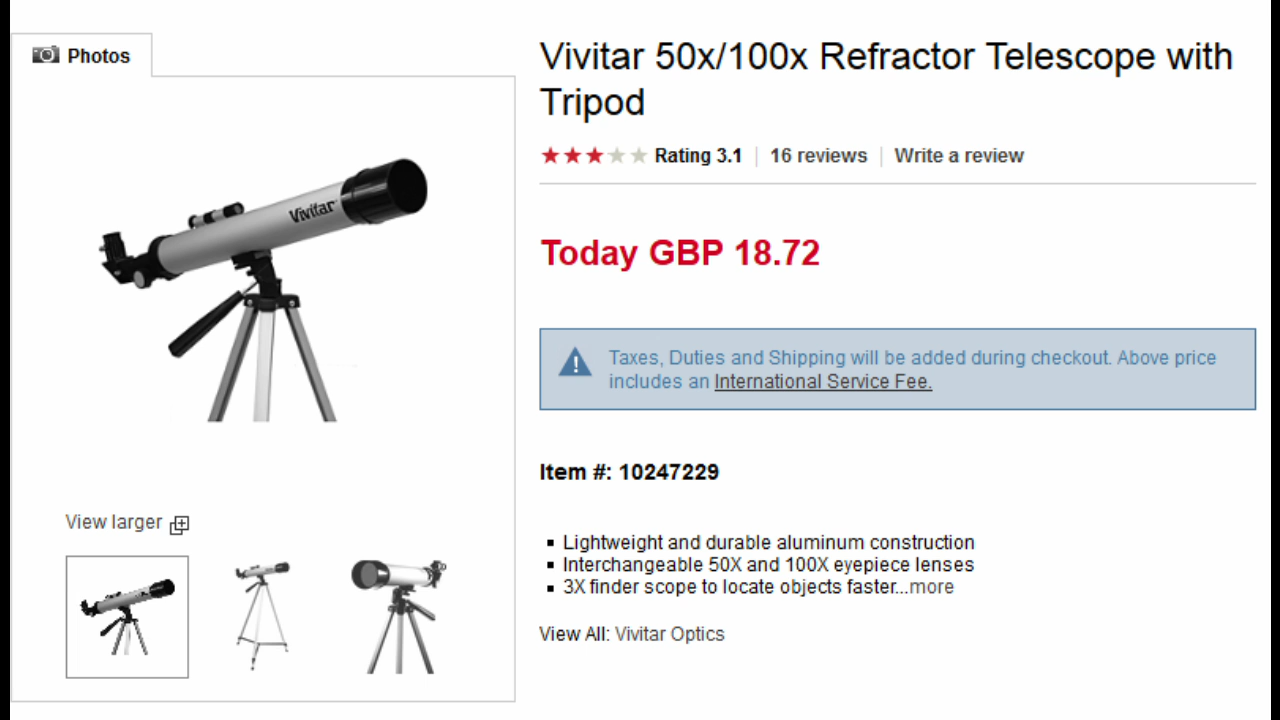 Photos
Vivitar 50x/100x Refractor Telescope with
Tripod
Rating 3.1 | 16 reviews | Write a review
Vivitar
Today GBP 18.72
Taxes, Duties and Shipping will be added during checkout. Above price
includes an International Service Fee.
Item #: 10247229
View larger
▪ Lightweight and durable aluminum construction
▪ Interchangeable 50X and 100X eyepiece lenses
▪ 3X finder scope to locate objects faster...more
View All: Vivitar Optics